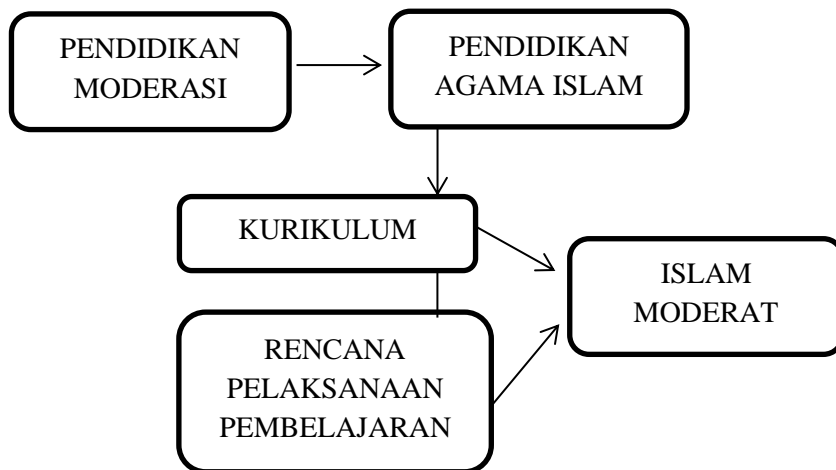 PENDIDIKAN
MODERASI
PENDIDIKAN
AGAMA ISLAM
KURIKULUM
ISLAM
MODERAT
RENCANA
PELAKSANAAN
PEMBELAJARAN